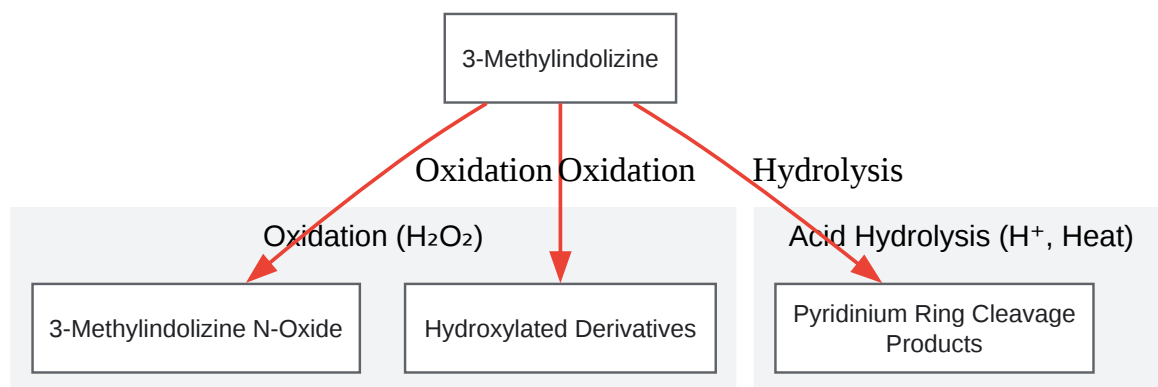 3-Methylindolizine
Oxidation
Oxidation
Hydrolysis
Oxidation (H₂O₂)
Acid Hydrolysis (H⁺, Heat)
3-Methylindolizine N-Oxide
Hydroxylated Derivatives
Pyridinium Ring Cleavage
Products